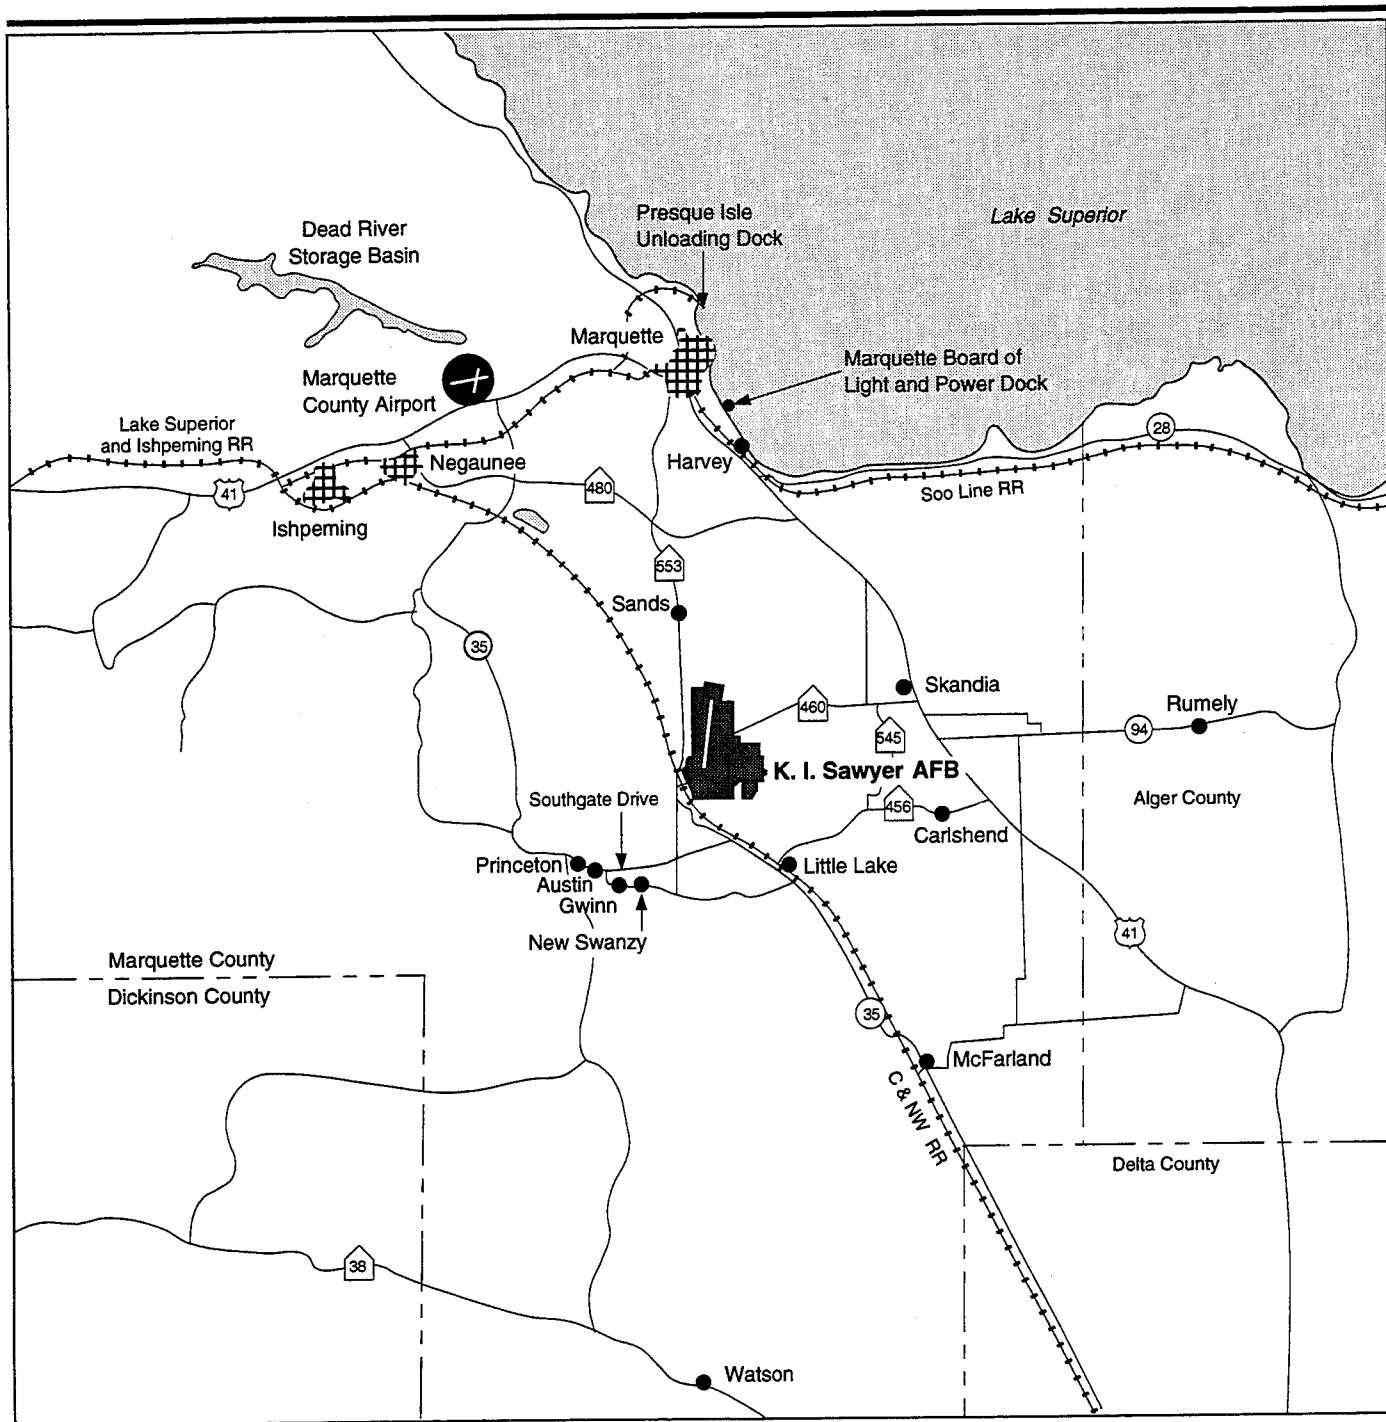 Lake Superior
Presque Isle
Unloading Dock
Dead River
Storage Basin
Marquette
Marquette Board of
Light and Power Dock
Marquette
County Airport
Lake Superior
and Ishpeming RR
28
Negaunee
Harvey
480
Soo Line RR
41
Ishpeming
553
Sands
35
Skandia
Rumely
460
94
545
K. I. Sawyer AFB
Southgate Drive
456
Alger County
Carlshend
Princeton
Little Lake
Austin
Gwinn
New Swanzy
41
Marquette County
Dickinson County
35
McFarland
C & NW RR
Delta County
38
Watson